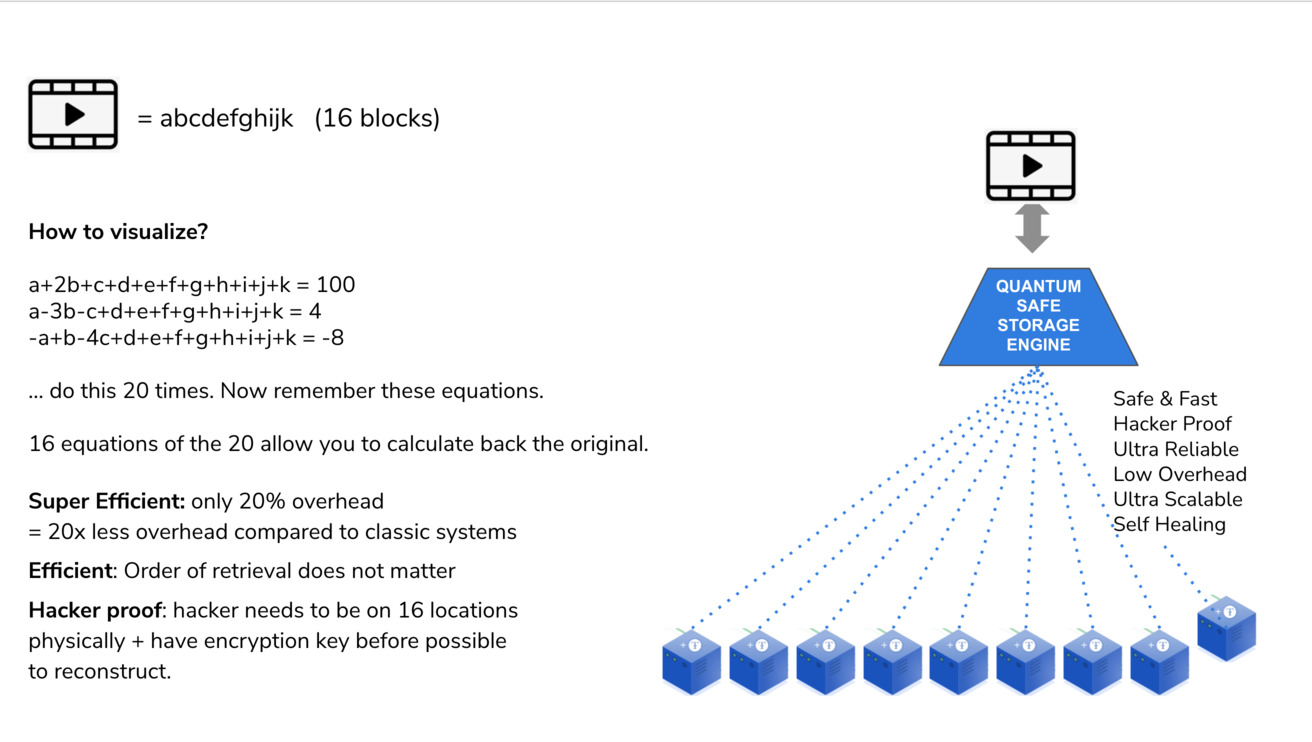 = abcdefghijk (16 blocks)
How to visualize?
a+2b+c+d+e+f+g+h+i+j+k = 100
a-3b-c+d+e+f+g+h+i+j+k = 4
-a+b-4c+d+e+f+g+h+i+j+k = -8
... do this 20 times. Now remember these equations.
16 equations of the 20 allow you to calculate back the original.
Super Efficient: only 20% overhead
= 20x less overhead compared to classic systems
Efficient: Order of retrieval does not matter
Hacker proof: hacker needs to be on 16 locations
physically + have encryption key before possible
to reconstruct.
QUANTUM
SAFE
STORAGE
ENGINE
Safe & Fast
Hacker Proof
Ultra Reliable
Low Overhead
Ultra Scalable
Self Healing